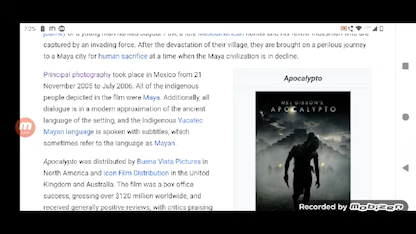 7:25
journey of a young man named Jaguar Paw, a late Mesoamerican hunter and his fellow tribesmen who are
captured by an invading force. After the devastation of their village, they are brought on a perilous journey
to a Maya city for human sacrifice at a time when the Maya civilization is in decline.
Principal photography took place in Mexico from 21
November 2005 to July 2006. All of the indigenous
people depicted in the film were Maya. Additionally, all
dialogue is in a modern approximation of the ancient
language of the setting, and the Indigenous Yucatec
Mayan language is spoken with subtitles, which
sometimes refer to the language as Mayan.
Apocalypto was distributed by Buena Vista Pictures in
North America and Icon Film Distribution in the United
Kingdom and Australia. The film was a box office
success, grossing over $120 million worldwide, and
received generally positive reviews, with critics praising
Apocalypto
MEL GIBSON'S
APOCALYPTO
Recorded by
Mobizen